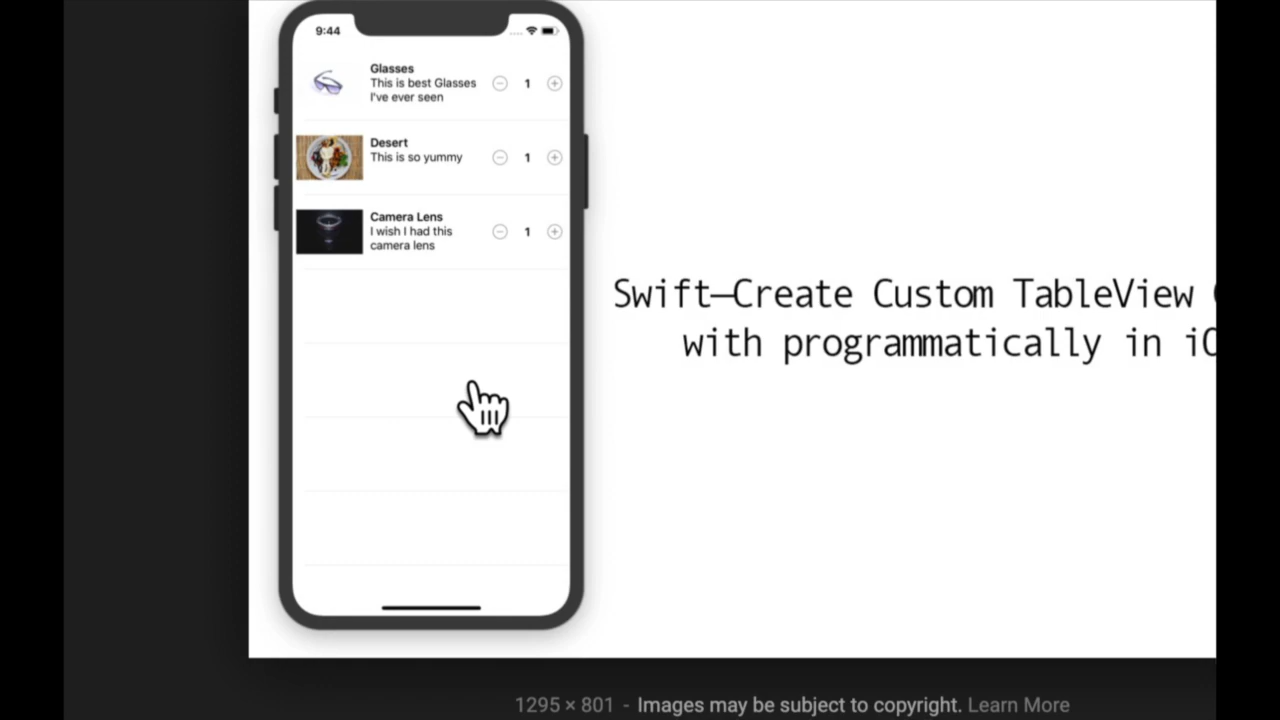 9:44
Glasses
This is best Glasses
I've ever seen
1
Desert
This is so yummy
1
Camera Lens
I wish I had this
camera lens
1
Swift—Create Custom TableView
with programmatically in iO
1295 × 801 - Images may be subject to copyright. Learn More